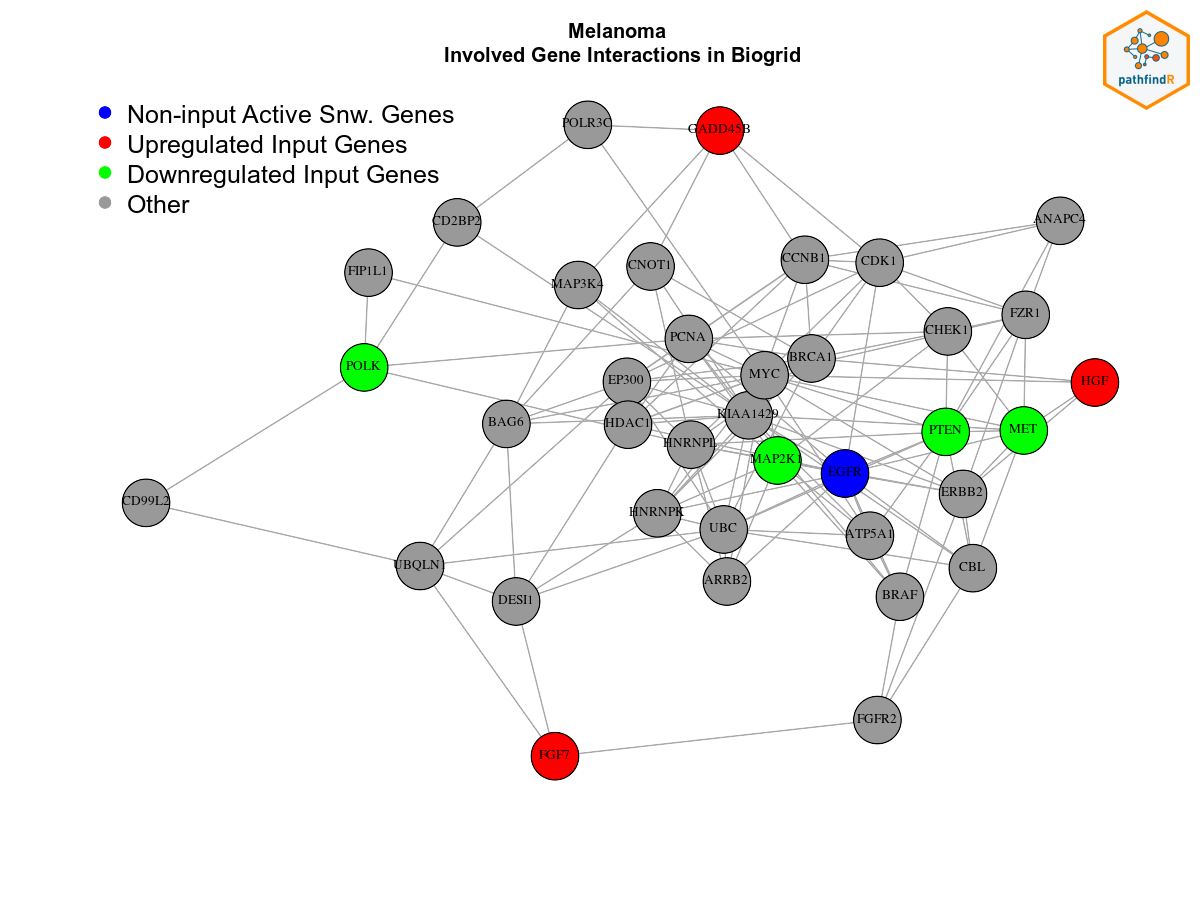 Melanoma
Involved Gene Interactions in Biogrid
pathfindR
Non-input Active Snw. Genes
Upregulated Input Genes
Downregulated Input Genes
Other
POLR3C
GADD45B
CD2BP2
ANAPC4
FIP1L1
MAP3K4
CNOT1
CCNB1
CDK1
FZR1
CHEK1
PCNA
BRCA1
POLK
EP300
MYC
HGF
BAG6
HDAC1
KIAA1429
HNRNPL
MAP2K1
PTEN
MET
EGFR
ERBB2
CD99L2
HNRNPK
UBC
ATP5A1
UBQLN
DESI1
ARRB2
BRAF
CBL
FGFR2
FGF7